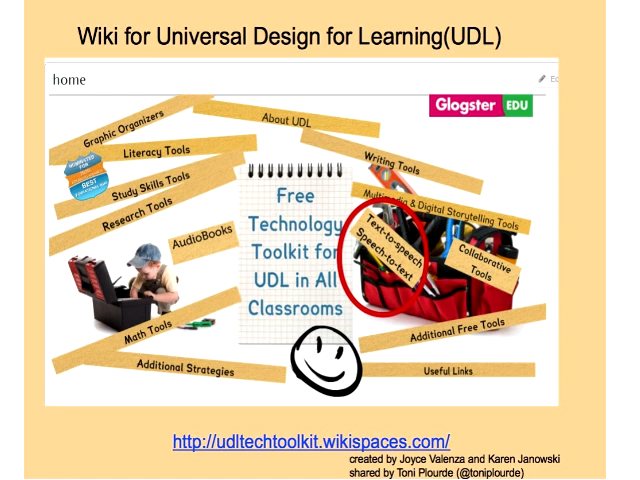 Wiki for Universal Design for Learning(UDL)
home
Glogster EDU
Graphic Organizers
About UDL
Literacy Tools
Writing Tools
NOMINATED
FOR
BEST
Study Skills Tools
Research Tools
Multimedia & Digital Storytelling Tools
Free
Technology
Toolkit for
UDL in All
Classrooms
AudioBooks
Text-to-speech
Speech-to-text
Collaborative
Tools
Math Tools
Additional Free Tools
Additional Strategies
Useful Links
http://udltechtoolkit.wikispaces.com/
created by Joyce Valenza and Karen Janowski
shared by Toni Plourde (@toniplourde)